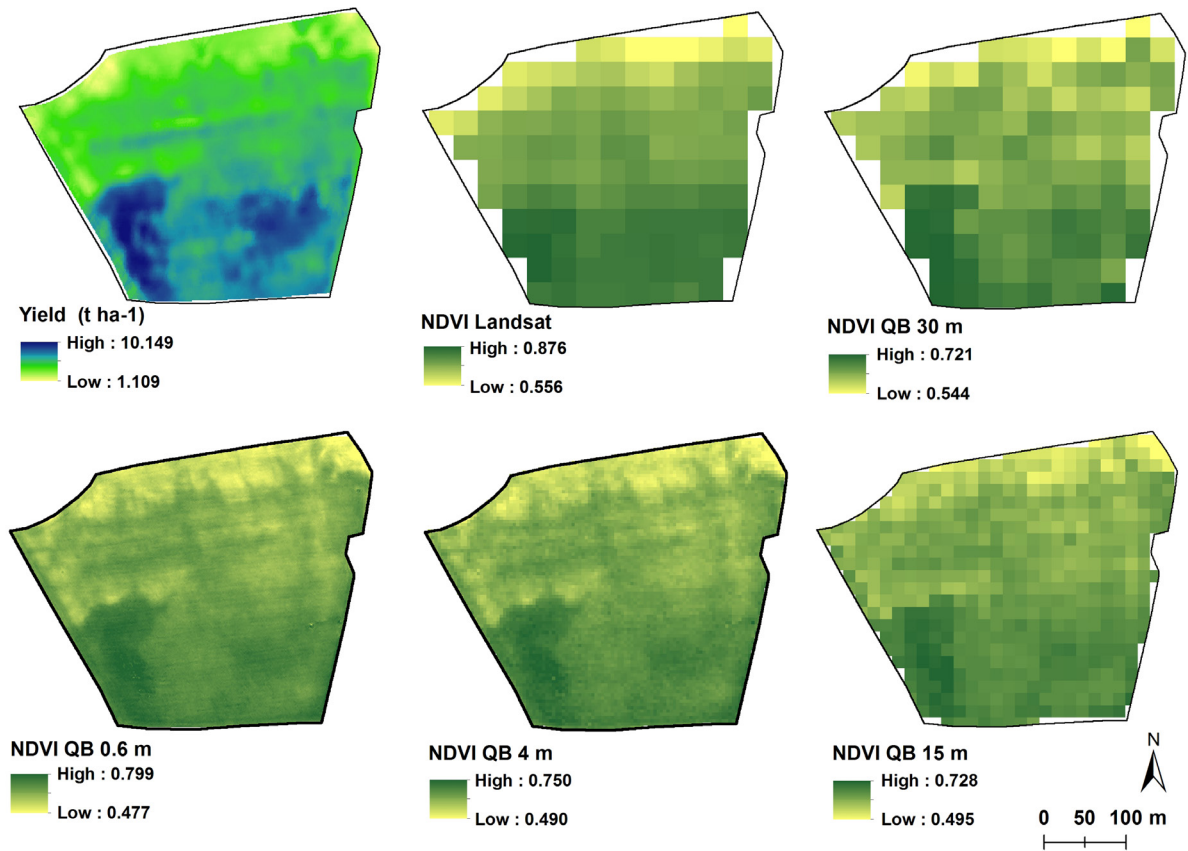 Yield (t ha-1)
High : 10.149
Low : 1.109
NDVI Landsat
High : 0.876
Low : 0.556
NDVI QB 30 m
High : 0.721
Low : 0.544
NDVI QB 0.6 m
High : 0.799
Low : 0.477
NDVI QB 4 m
High : 0.750
Low : 0.490
NDVI QB 15 m
High : 0.728
Low : 0.495
N
0 50 100 m